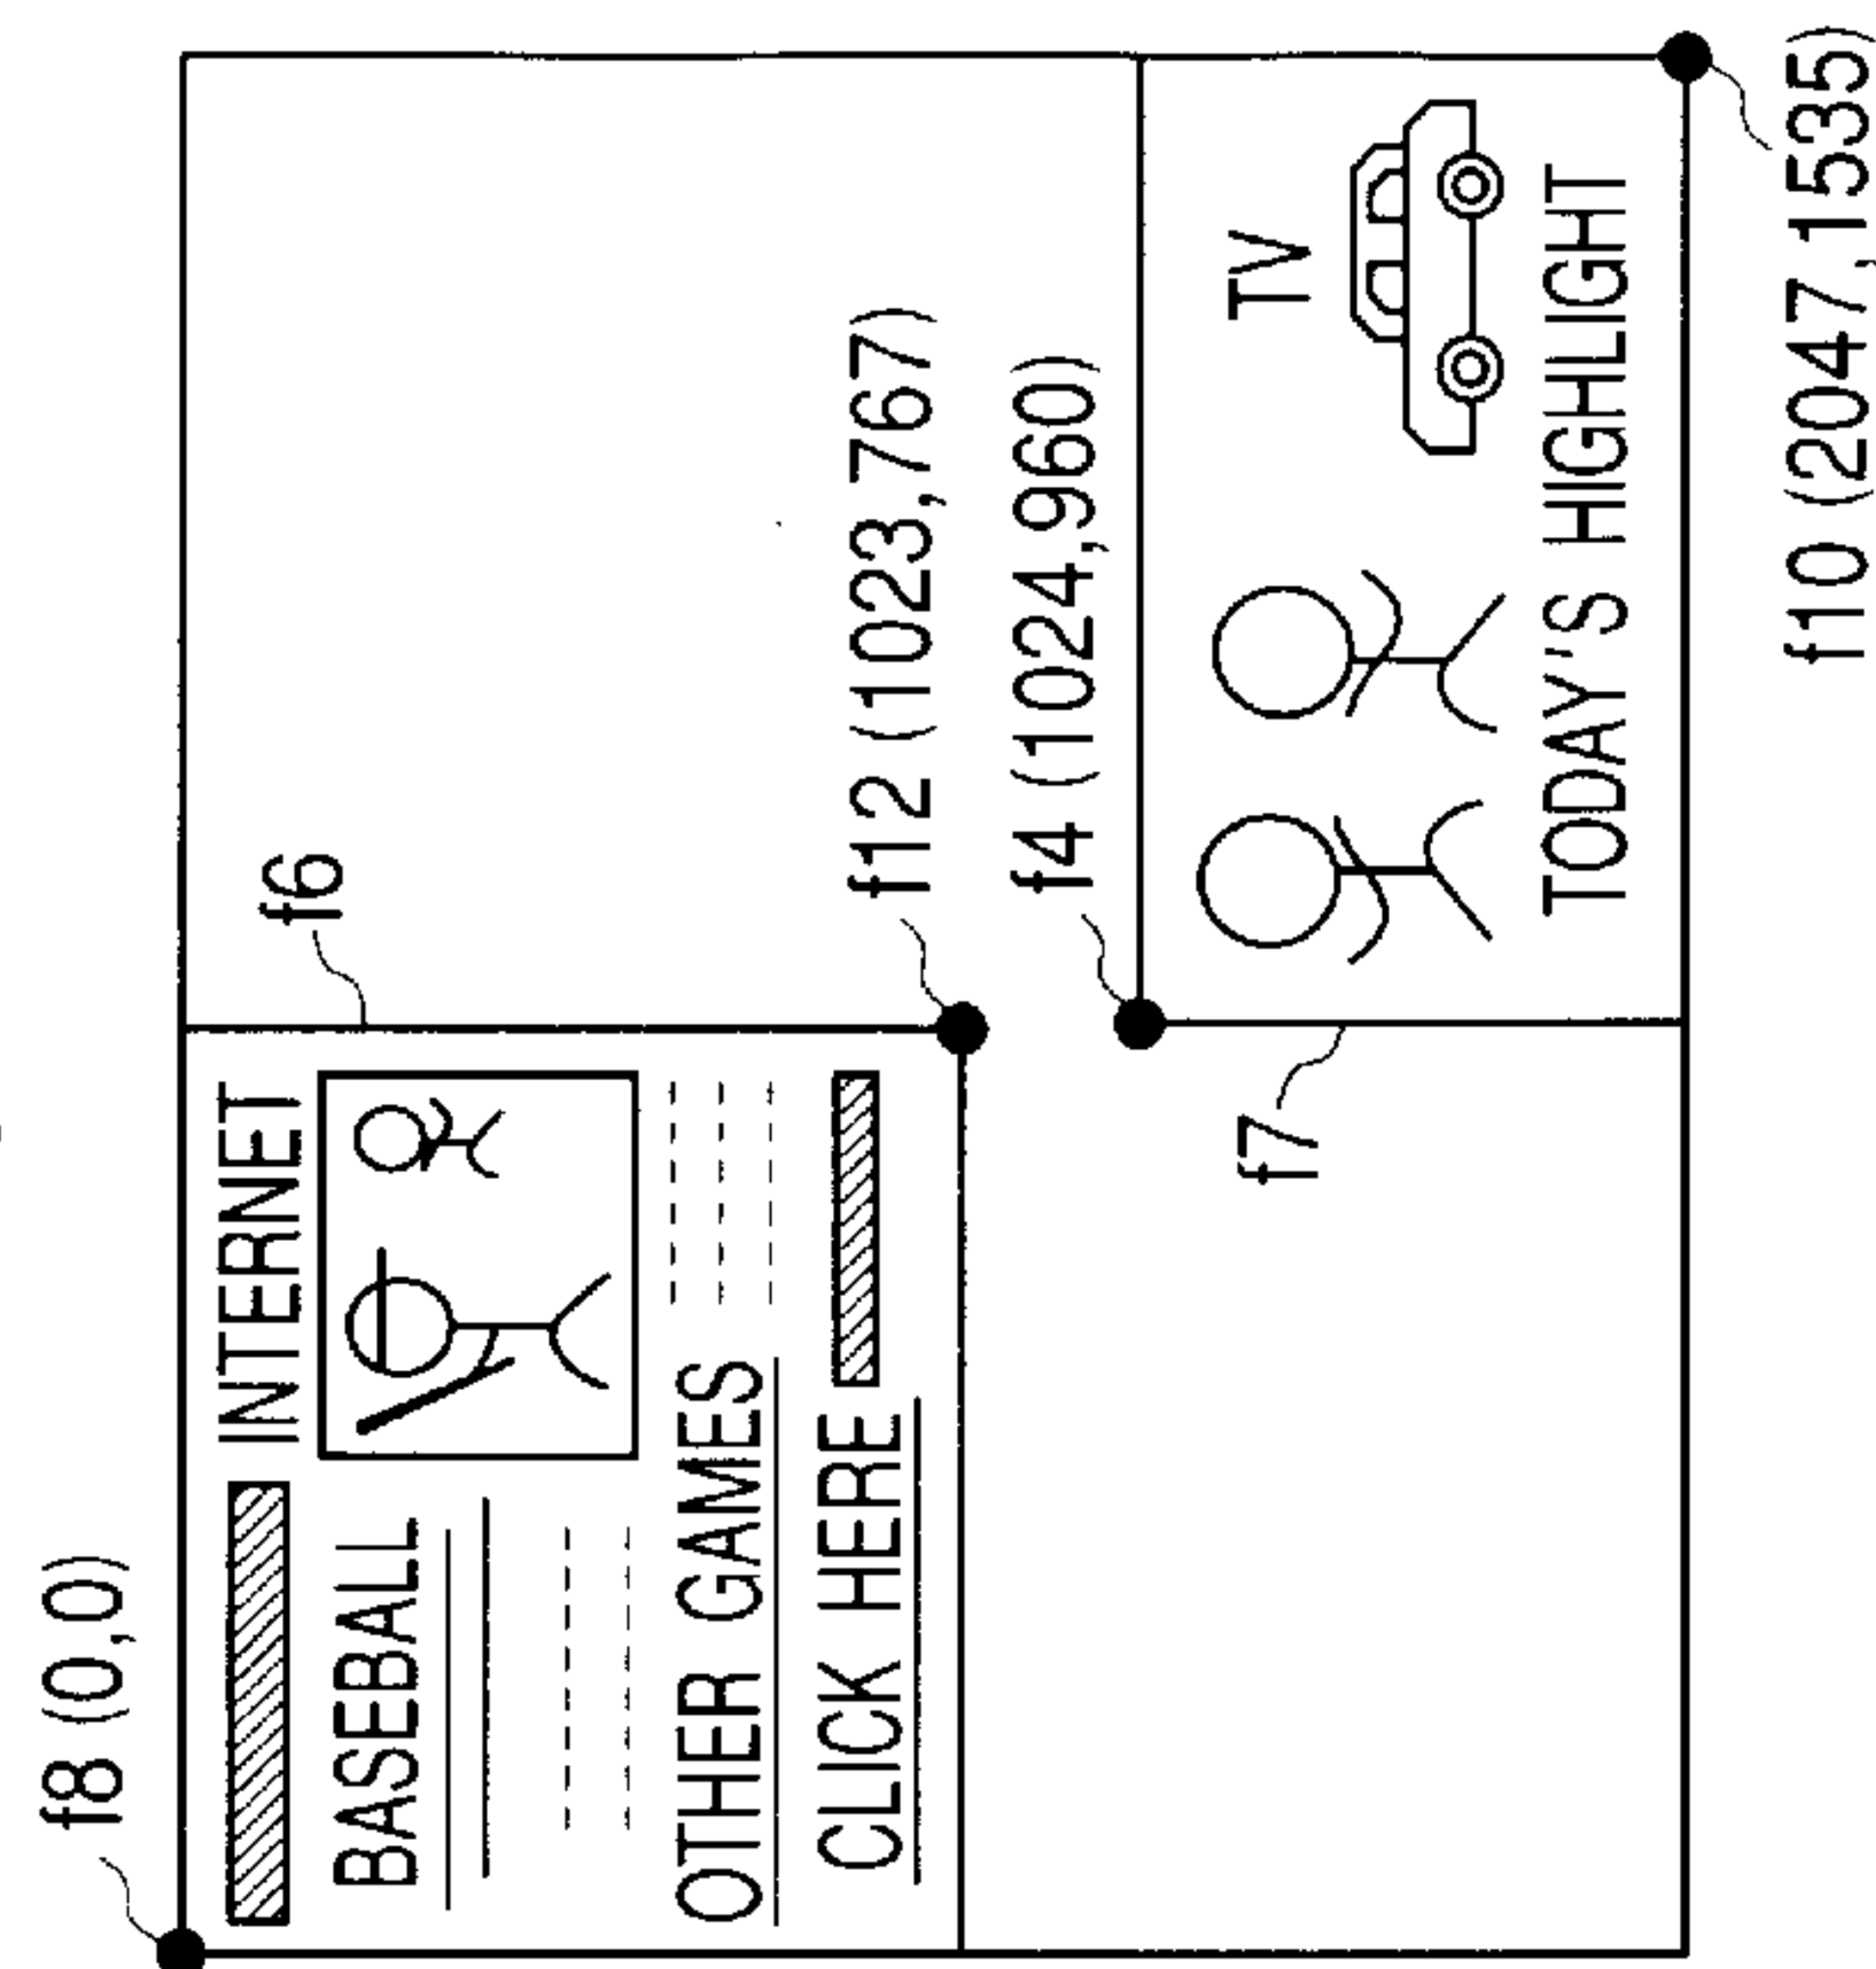 f8 (0,0)
INTERNET
BASEBALL
OTHER GAMES
CLICK HERE
f6
f12 (1023,767)
f4 (1024,960)
f7
TV
TODAY'S HIGHLIGHT
f10 (2047,1535)